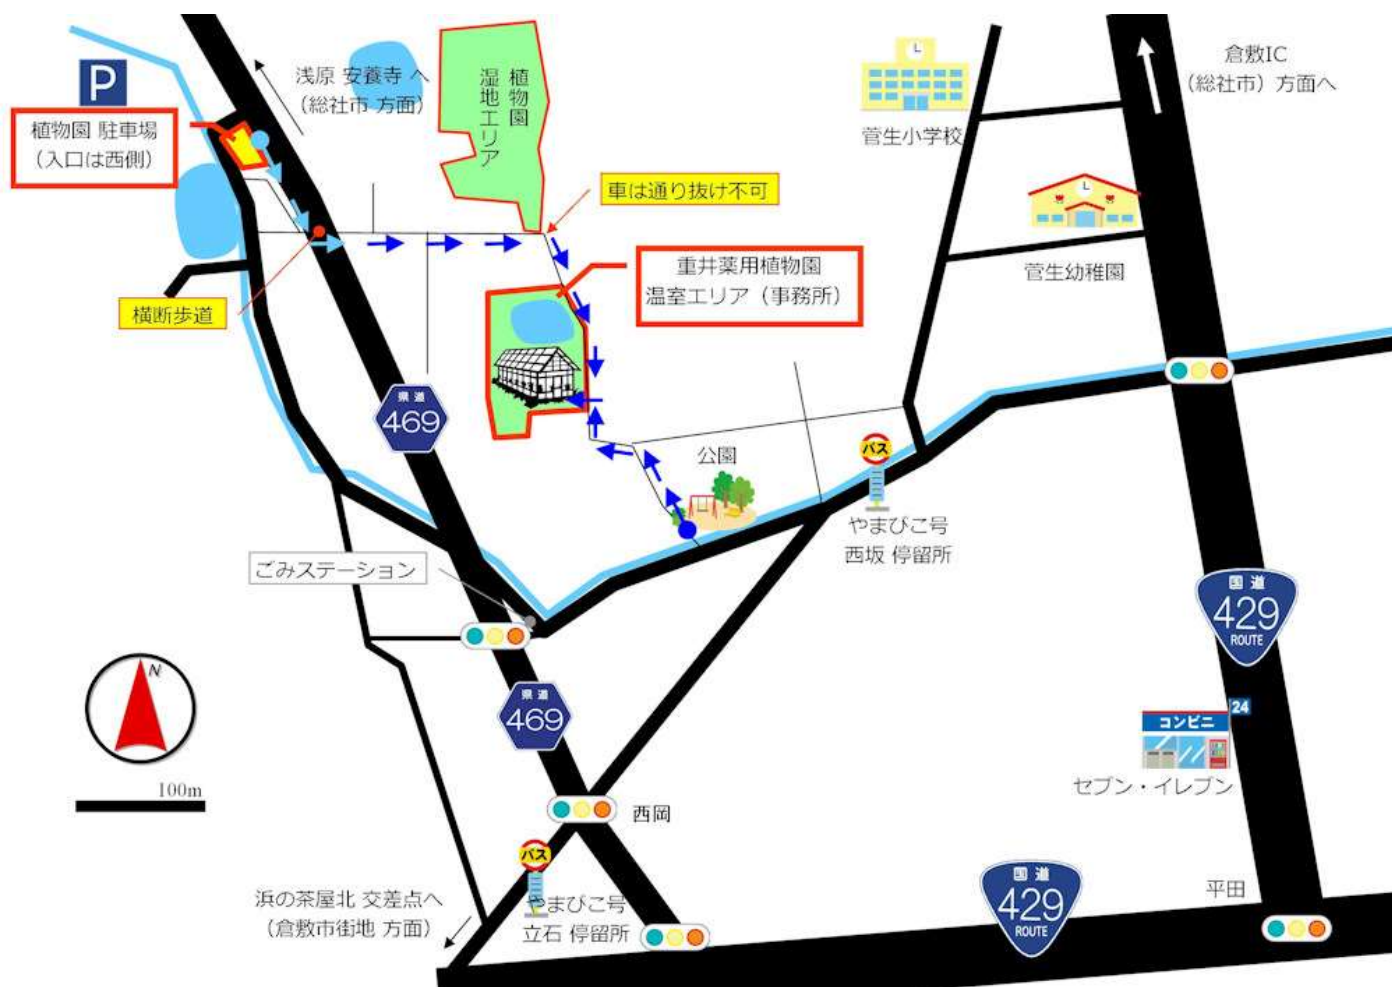 P
植物園 駐車場
（入口は西側）
浅原 安養寺 へ
（総社市 方面）
植物園
湿地エリア
菅生小学校
倉敷IC
（総社市）方面へ
車は通り抜け不可
菅生幼稚園
重井薬用植物園
温室エリア（事務所）
横断歩道
県道
469
公園
バス
やまびこ号
西坂 停留所
ごみステーション
国道
429
ROUTE
N
100m
県道
469
24
コンビニ
セブン・イレブン
西岡
バス
やまびこ号
立石 停留所
浜の茶屋北 交差点へ
（倉敷市街地 方面）
国道
429
ROUTE
平田